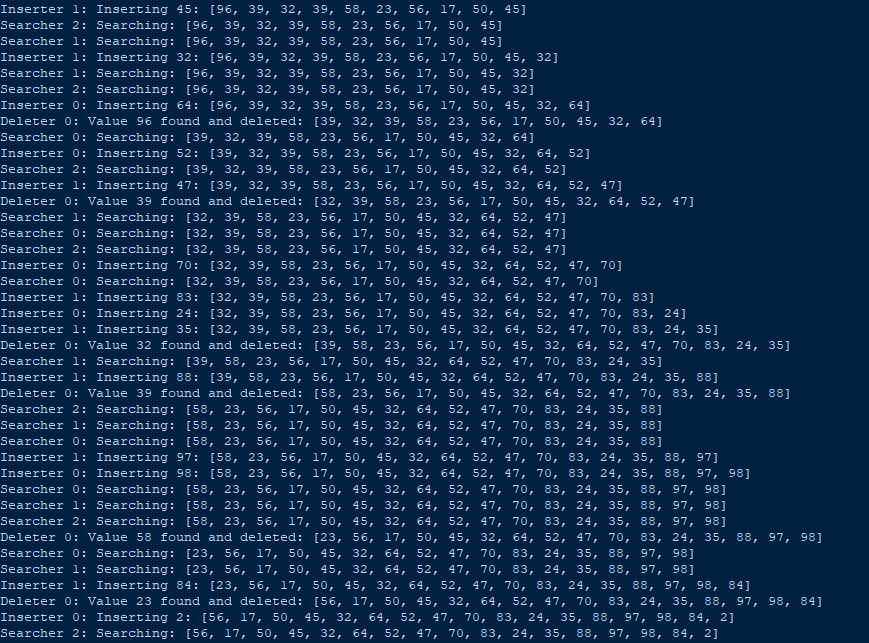 Inserter 1: Inserting 45: [96, 39, 32, 39, 58, 23, 56, 17, 50, 45]
Searcher 2: Searching: [96, 39, 32, 39, 58, 23, 56, 17, 50, 45]
Searcher 1: Searching: [96, 39, 32, 39, 58, 23, 56, 17, 50, 45]
Inserter 1: Inserting 32: [96, 39, 32, 39, 58, 23, 56, 17, 50, 45, 32]
Searcher 1: Searching: [96, 39, 32, 39, 58, 23, 56, 17, 50, 45, 32]
Searcher 2: Searching: [96, 39, 32, 39, 58, 23, 56, 17, 50, 45, 32]
Inserter 0: Inserting 64: [96, 39, 32, 39, 58, 23, 56, 17, 50, 45, 32, 64]
Deleter 0: Value 96 found and deleted: [39, 32, 39, 58, 23, 56, 17, 50, 45, 32, 64]
Searcher 0: Searching: [39, 32, 39, 58, 23, 56, 17, 50, 45, 32, 64]
Inserter 0: Inserting 52: [39, 32, 39, 58, 23, 56, 17, 50, 45, 32, 64, 52]
Searcher 2: Searching: [39, 32, 39, 58, 23, 56, 17, 50, 45, 32, 64, 52]
Inserter 1: Inserting 47: [39, 32, 39, 58, 23, 56, 17, 50, 45, 32, 64, 52, 47]
Deleter 0: Value 39 found and deleted: [32, 39, 58, 23, 56, 17, 50, 45, 32, 64, 52, 47]
Searcher 1: Searching: [32, 39, 58, 23, 56, 17, 50, 45, 32, 64, 52, 47]
Searcher 0: Searching: [32, 39, 58, 23, 56, 17, 50, 45, 32, 64, 52, 47]
Searcher 2: Searching: [32, 39, 58, 23, 56, 17, 50, 45, 32, 64, 52, 47]
Inserter 0: Inserting 70: [32, 39, 58, 23, 56, 17, 50, 45, 32, 64, 52, 47, 70]
Searcher 0: Searching: [32, 39, 58, 23, 56, 17, 50, 45, 32, 64, 52, 47, 70]
Inserter 1: Inserting 83: [32, 39, 58, 23, 56, 17, 50, 45, 32, 64, 52, 47, 70, 83]
Inserter 0: Inserting 24: [32, 39, 58, 23, 56, 17, 50, 45, 32, 64, 52, 47, 70, 83, 24]
Inserter 1: Inserting 35: [32, 39, 58, 23, 56, 17, 50, 45, 32, 64, 52, 47, 70, 83, 24, 35]
Deleter 0: Value 32 found and deleted: [39, 58, 23, 56, 17, 50, 45, 32, 64, 52, 47, 70, 83, 24, 35]
Searcher 1: Searching: [39, 58, 23, 56, 17, 50, 45, 32, 64, 52, 47, 70, 83, 24, 35]
Inserter 1: Inserting 88: [39, 58, 23, 56, 17, 50, 45, 32, 64, 52, 47, 70, 83, 24, 35, 88]
Deleter 0: Value 39 found and deleted: [58, 23, 56, 17, 50, 45, 32, 64, 52, 47, 70, 83, 24, 35, 88]
Searcher 2: Searching: [58, 23, 56, 17, 50, 45, 32, 64, 52, 47, 70, 83, 24, 35, 88]
Searcher 1: Searching: [58, 23, 56, 17, 50, 45, 32, 64, 52, 47, 70, 83, 24, 35, 88]
Searcher 0: Searching: [58, 23, 56, 17, 50, 45, 32, 64, 52, 47, 70, 83, 24, 35, 88]
Inserter 1: Inserting 97: [58, 23, 56, 17, 50, 45, 32, 64, 52, 47, 70, 83, 24, 35, 88, 97]
Inserter 0: Inserting 98: [58, 23, 56, 17, 50, 45, 32, 64, 52, 47, 70, 83, 24, 35, 88, 97, 98]
Searcher 0: Searching: [58, 23, 56, 17, 50, 45, 32, 64, 52, 47, 70, 83, 24, 35, 88, 97, 98]
Searcher 1: Searching: [58, 23, 56, 17, 50, 45, 32, 64, 52, 47, 70, 83, 24, 35, 88, 97, 98]
Searcher 2: Searching: [58, 23, 56, 17, 50, 45, 32, 64, 52, 47, 70, 83, 24, 35, 88, 97, 98]
Deleter 0: Value 58 found and deleted: [23, 56, 17, 50, 45, 32, 64, 52, 47, 70, 83, 24, 35, 88, 97, 98]
Searcher 0: Searching: [23, 56, 17, 50, 45, 32, 64, 52, 47, 70, 83, 24, 35, 88, 97, 98]
Searcher 1: Searching: [23, 56, 17, 50, 45, 32, 64, 52, 47, 70, 83, 24, 35, 88, 97, 98]
Inserter 1: Inserting 84: [23, 56, 17, 50, 45, 32, 64, 52, 47, 70, 83, 24, 35, 88, 97, 98, 84]
Deleter 0: Value 23 found and deleted: [56, 17, 50, 45, 32, 64, 52, 47, 70, 83, 24, 35, 88, 97, 98, 84]
Inserter 0: Inserting 2: [56, 17, 50, 45, 32, 64, 52, 47, 70, 83, 24, 35, 88, 97, 98, 84, 2]
Searcher 2: Searching: [56, 17, 50, 45, 32, 64, 52, 47, 70, 83, 24, 35, 88, 97, 98, 84, 2]